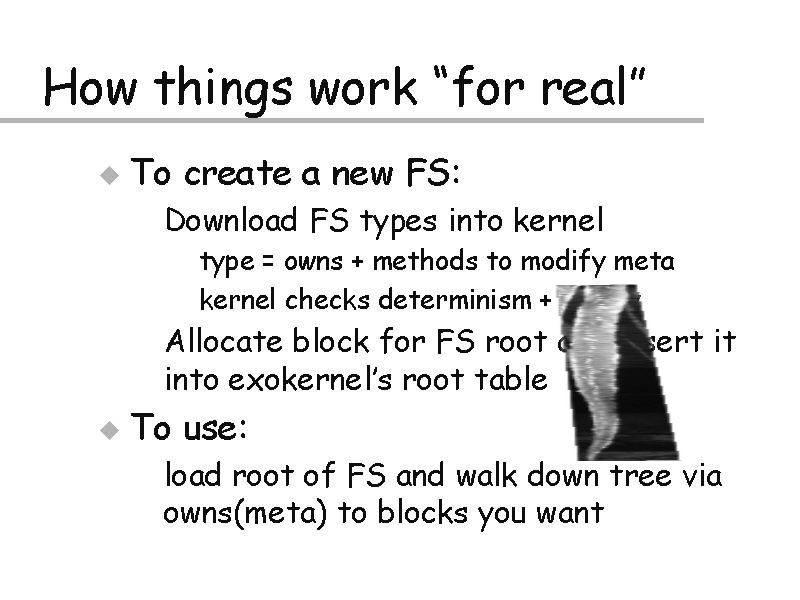 How things work “for real”
To create a new FS:
Download FS types into kernel
type = owns + methods to modify meta
kernel checks determinism +
Allocate block for FS root sert it
into exokernel’s root table
To use:
load root of FS and walk down tree via
owns(meta) to blocks you want